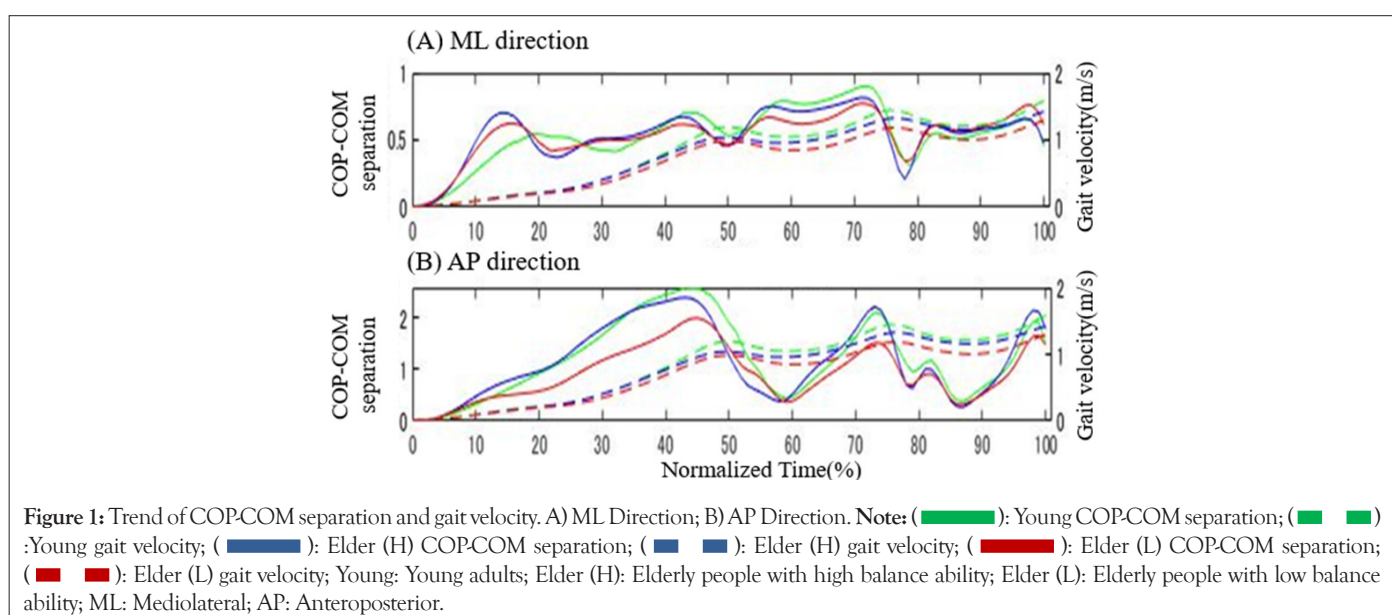 (A) ML direction
COP-COM
separation
Gait velocity(m/s)
1
0.5
0
2
1
0
0 10 20 30 40 50 60 70 80 90 100
(B) AP direction
COP-COM
separation
Gait velocity(m/s)
2
1
0
2
1
0
0 10 20 30 40 50 60 70 80 90 100
Normalized Time(%)
Figure 1: Trend of COP-COM separation and gait velocity. A) ML Direction; B) AP Direction. Note: ( ): Young COP-COM separation; ( )
:Young gait velocity; ( ): Elder (H) COP-COM separation; ( ): Elder (H) gait velocity; ( ): Elder (L) COP-COM separation;
( ): Elder (L) gait velocity; Young: Young adults; Elder (H): Elderly people with high balance ability; Elder (L): Elderly people with low balance
ability; ML: Mediolateral; AP: Anteroposterior.